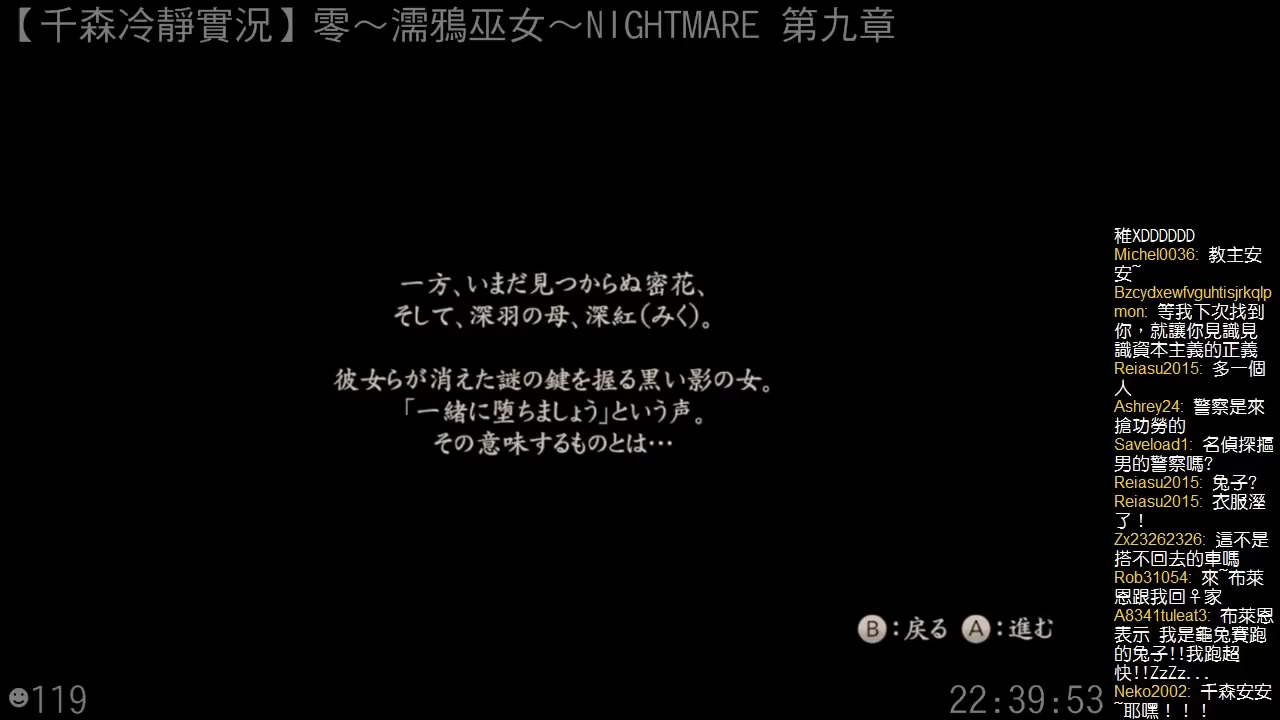 【千森冷靜實況】零～濡鴉巫女～NIGHTMARE 第九章
一方、いまだ見つからぬ密花、
そして、深羽の母、深紅(みく)。
彼女らが消えた謎の鍵を握る黒い影の女。
「一緒に堕ちましょう」という声。
その意味するものとは…
B:戻る A:進む
119
22:39:53
稚XDDDDDD
Michel0036: 教主安
安~
Bzcydxewfvguhtisjrkqlp
mon: 等我下次找到
你，就讓你見識見
識資本主義的正義
Reiasu2015: 多一個
人
Ashrey24: 警察是來
搶功勞的
Saveload1: 名偵探摳
男的警察嗎?
Reiasu2015: 兔子?
Reiasu2015: 衣服溼
了！
Zx23262326: 這不是
搭不回去的車嗎
Rob31054: 來~布萊
恩跟我回♀家
A8341tuleat3: 布萊恩
表示 我是龜兔賽跑
的兔子!!我跑超
快!!ZzZz...
Neko2002: 千森安安
~耶嘿！！！